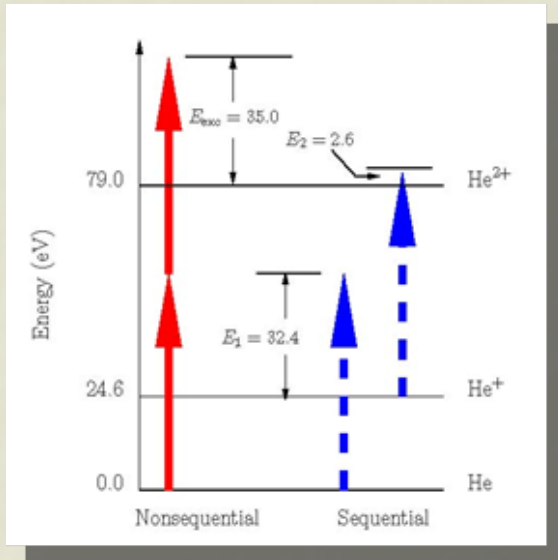 E_exc = 35.0
E_2 = 2.6
79.0
He^2+
Energy (eV)
E_1 = 32.4
24.6
He^+
0.0
He
Nonsequential
Sequential